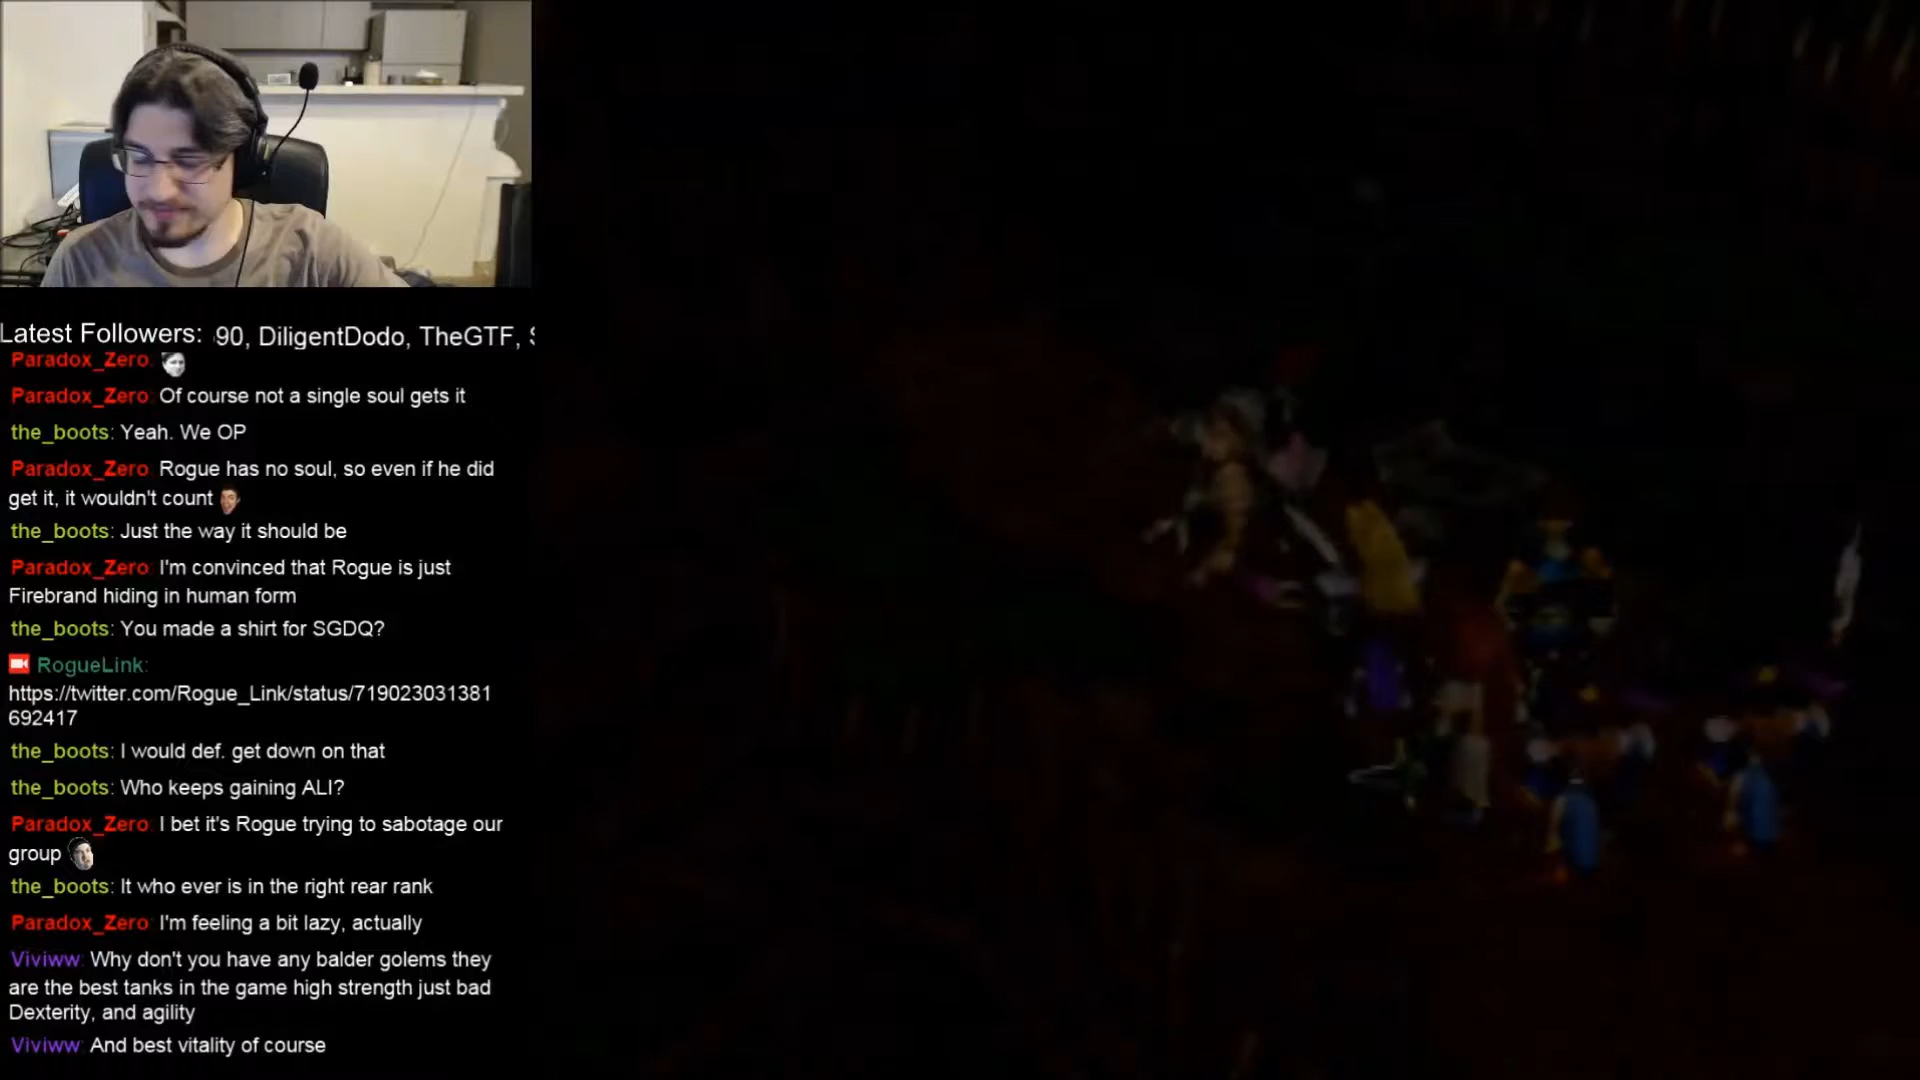 Latest Followers: 90, DiligentDodo, TheGTF,
Paradox_Zero:
Paradox_Zero: Of course not a single soul gets it
the_boots: Yeah. We OP
Paradox_Zero: Rogue has no soul, so even if he did
get it, it wouldn't count
the_boots: Just the way it should be
Paradox_Zero: I'm convinced that Rogue is just
Firebrand hiding in human form
the_boots: You made a shirt for SGDQ?
RogueLink:
https://twitter.com/Rogue_Link/status/719023031381
692417
the_boots: I would def. get down on that
the_boots: Who keeps gaining ALI?
Paradox_Zero: I bet it's Rogue trying to sabotage our
group
the_boots: It who ever is in the right rear rank
Paradox_Zero: I'm feeling a bit lazy, actually
Viviww: Why don't you have any balder golems they
are the best tanks in the game high strength just bad
Dexterity, and agility
Viviww: And best vitality of course